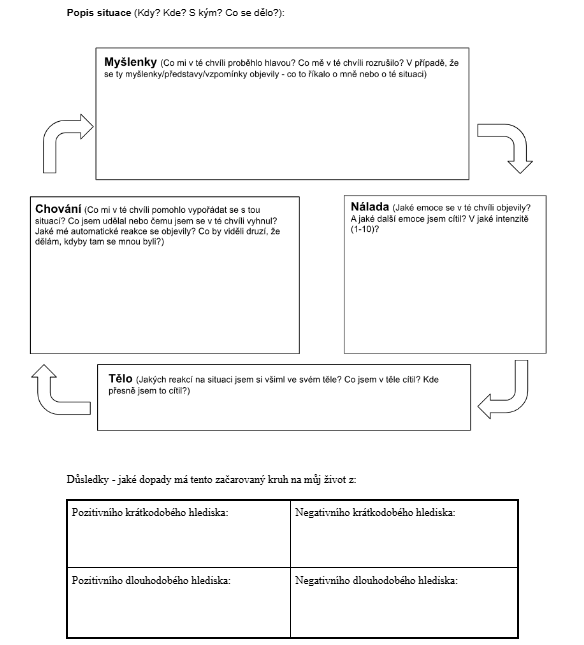 Popis situace (Kdy? Kde? S kým? Co se dělo?):
Myšlenky (Co mi v té chvíli proběhlo hlavou? Co mě v té chvíli rozrušilo? V případě, že
se ty myšlenky/představy/vzpomínky objevily - co to říkalo o mně nebo o té situaci)
Chování (Co mi v té chvíli pomohlo vypořádat se s tou
situací? Co jsem udělal nebo čemu jsem se v té chvíli vyhnul?
Jaké mé automatické reakce se objevily? Co by viděli druzí, že
dělám, kdyby tam se mnou byli?)
Nálada (Jaké emoce se v té chvíli objevily?
A jaké další emoce jsem cítil? V jaké intenzitě
(1-10)?
Tělo (Jakých reakcí na situaci jsem si všiml ve svém těle? Co jsem v těle cítil? Kde
přesně jsem to cítil?)
Důsledky - jaké dopady má tento začarovaný kruh na můj život z:
Pozitivního krátkodobého hlediska:
Negativního krátkodobého hlediska:
Pozitivního dlouhodobého hlediska:
Negativního dlouhodobého hlediska: